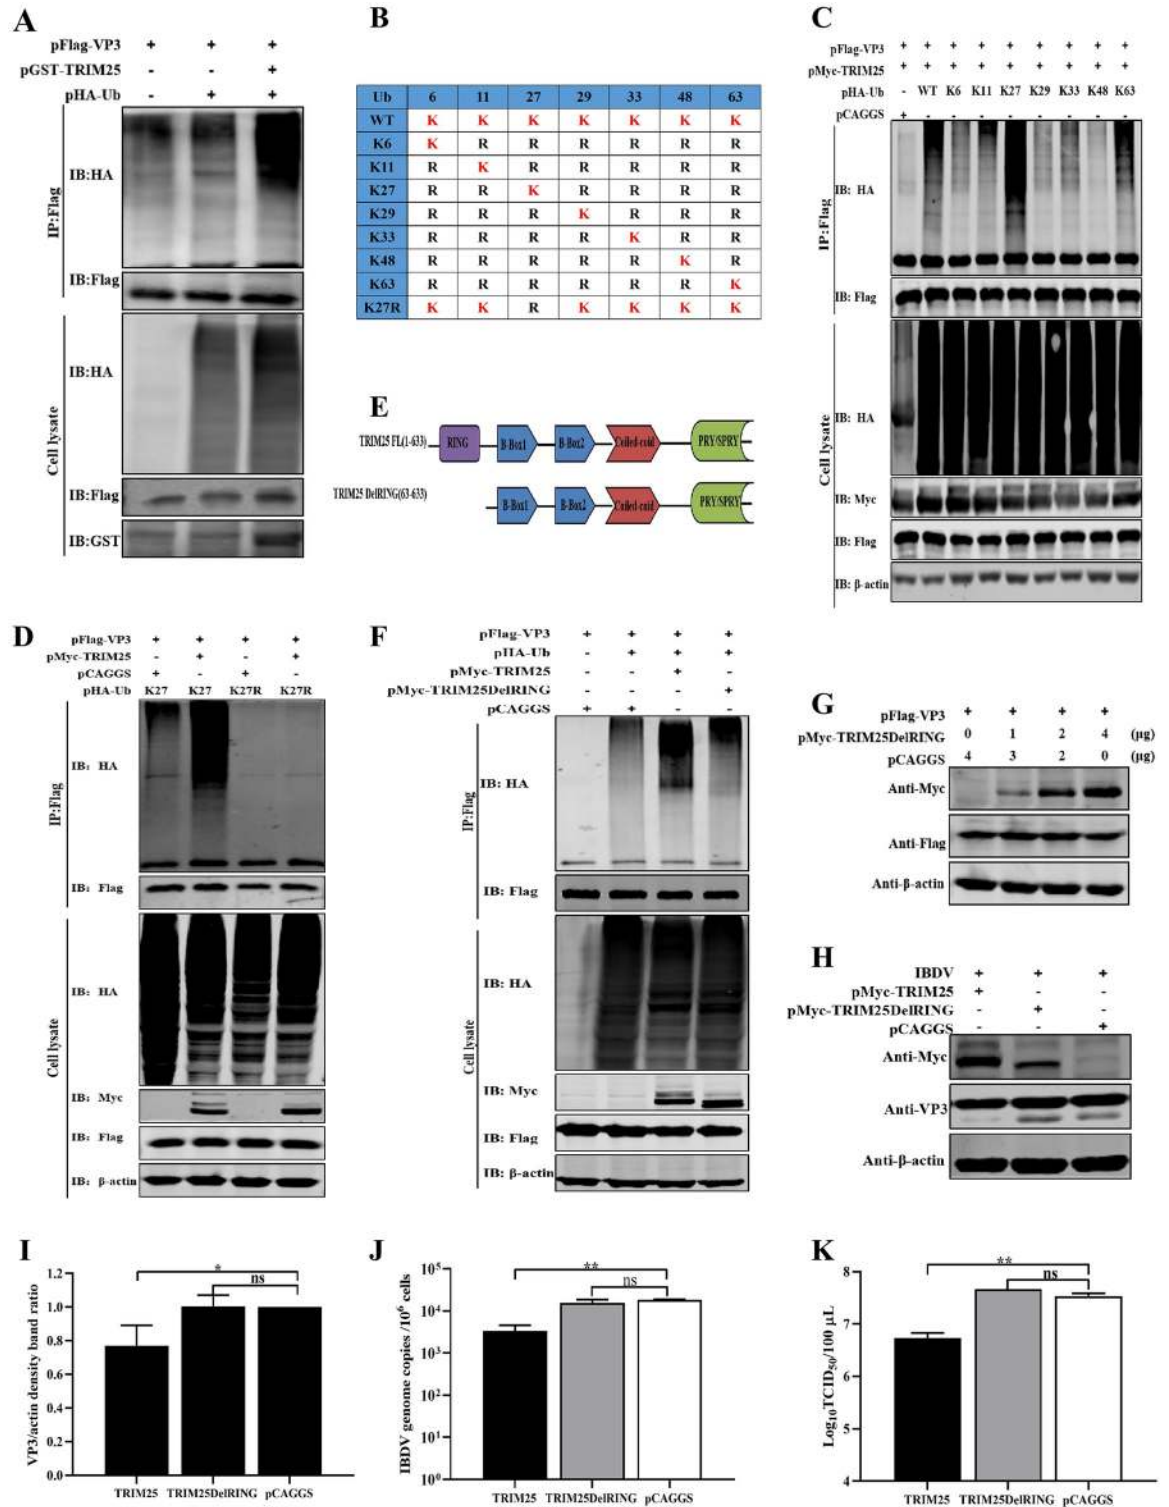 A
pFlag-VP3 + + +
pGST-TRIM25 - - +
pHA-Ub - + +
IP:Flag
IB:HA
IB:Flag
Cell lysate
IB:HA
IB:Flag
IB:GST
B
Ub 6 11 27 29 33 48 63
WT K K K K K K K
K6 K R R R R R R
K11 R K R R R R R
K27 R R K R R R R
K29 R R R K R R R
K33 R R R R K R R
K48 R R R R R K R
K63 R R R R R R K
K27R K K R K K K K
C
pFlag-VP3 + + + + + + + + +
pMyc-TRIM25 + + + + + + + + +
pHA-Ub - WT K6 K11 K27 K29 K33 K48 K63
pCAGGS + - - - - - - - -
IP:Flag
IB: HA
IB: Flag
Cell lysate
IB: HA
IB: Myc
IB: Flag
IB: β-actin
E
TRIM25 FL(1-633) RING B-Box1 B-Box2 Coiled-coid PRY/SPRY
TRIM25 DelRING(63-633) B-Box1 B-Box2 Coiled-coid PRY/SPRY
D
pFlag-VP3 + + + +
pMyc-TRIM25 - + - +
pCAGGS + - + -
pHA-Ub K27 K27 K27R K27R
IP:Flag
IB: HA
IB: Flag
Cell lysate
IB: HA
IB: Myc
IB: Flag
IB: β-actin
F
pFlag-VP3 + + + +
pHA-Ub - + + +
pMyc-TRIM25 - - + -
pMyc-TRIM25DelRING - - - +
pCAGGS + + - -
IP:Flag
IB: HA
IB: Flag
Cell lysate
IB: HA
IB: Myc
IB: Flag
IB: β-actin
G
pFlag-VP3 + + + +
pMyc-TRIM25DelRING 0 1 2 4 (μg)
pCAGGS 4 3 2 0 (μg)
Anti-Myc
Anti-Flag
Anti-β-actin
H
IBDV + + +
pMyc-TRIM25 + - -
pMyc-TRIM25DelRING - + -
pCAGGS - - +
Anti-Myc
Anti-VP3
Anti-β-actin
I
VP3/actin density band ratio
1.2
1.0
0.8
0.6
0.4
0.2
0.0
*
ns
TRIM25 TRIM25DelRING pCAGGS
J
IBDV genome copies /10⁶ cells
10⁵
10⁴
10³
10²
10¹
10⁰
**
ns
TRIM25 TRIM25DelRING pCAGGS
K
Log₁₀TCID₅₀/100 μL
8
7
6
5
4
**
ns
TRIM25 TRIM25DelRING pCAGGS